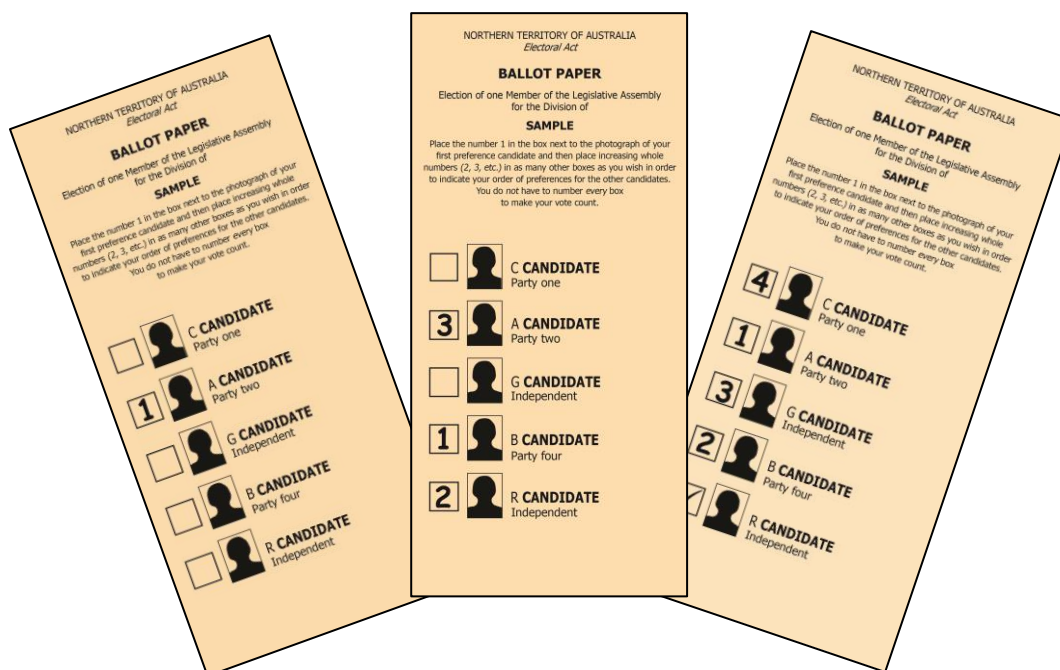 NORTHERN TERRITORY OF AUSTRALIA
Electoral Act
BALLOT PAPER
Election of one Member of the Legislative Assembly
for the Division of
SAMPLE
Place the number 1 in the box next to the photograph of your
first preference candidate and then place increasing whole
numbers (2, 3, etc.) in as many other boxes as you wish in order
to indicate your order of preferences for the other candidates.
You do not have to number every box
to make your vote count.
C CANDIDATE
Party one
1 A CANDIDATE
Party two
G CANDIDATE
Independent
B CANDIDATE
Party four
R CANDIDATE
Independent
NORTHERN TERRITORY OF AUSTRALIA
Electoral Act
BALLOT PAPER
Election of one Member of the Legislative Assembly
for the Division of
SAMPLE
Place the number 1 in the box next to the photograph of your
first preference candidate and then place increasing whole
numbers (2, 3, etc.) in as many other boxes as you wish in order
to indicate your order of preferences for the other candidates.
You do not have to number every box
to make your vote count.
C CANDIDATE
Party one
3 A CANDIDATE
Party two
G CANDIDATE
Independent
1 B CANDIDATE
Party four
2 R CANDIDATE
Independent
NORTHERN TERRITORY OF AUSTRALIA
Electoral Act
BALLOT PAPER
Election of one Member of the Legislative Assembly
for the Division of
SAMPLE
Place the number 1 in the box next to the photograph of your
first preference candidate and then place increasing whole
numbers (2, 3, etc.) in as many other boxes as you wish in order
to indicate your order of preferences for the other candidates.
You do not have to number every box
to make your vote count.
4 C CANDIDATE
Party one
1 A CANDIDATE
Party two
3 G CANDIDATE
Independent
2 B CANDIDATE
Party four
R CANDIDATE
Independent